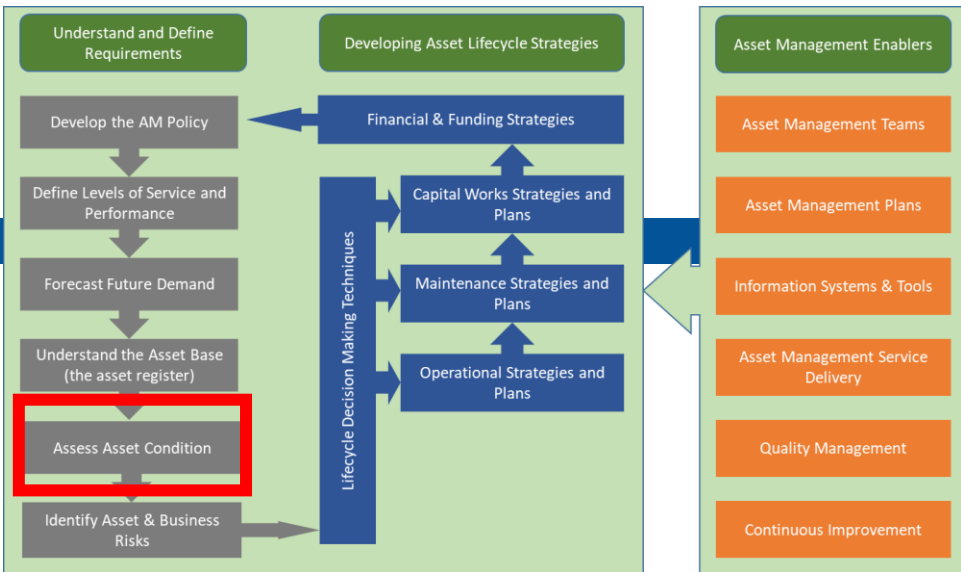 Understand and Define
Requirements
Develop the AM Policy
Define Levels of Service and
Performance
Forecast Future Demand
Understand the Asset Base
(the asset register)
Assess Asset Condition
Identify Asset & Business
Risks
Developing Asset Lifecycle Strategies
Financial & Funding Strategies
Lifecycle Decision Making Techniques
Capital Works Strategies and
Plans
Maintenance Strategies and
Plans
Operational Strategies and
Plans
Asset Management Enablers
Asset Management Teams
Asset Management Plans
Information Systems & Tools
Asset Management Service
Delivery
Quality Management
Continuous Improvement